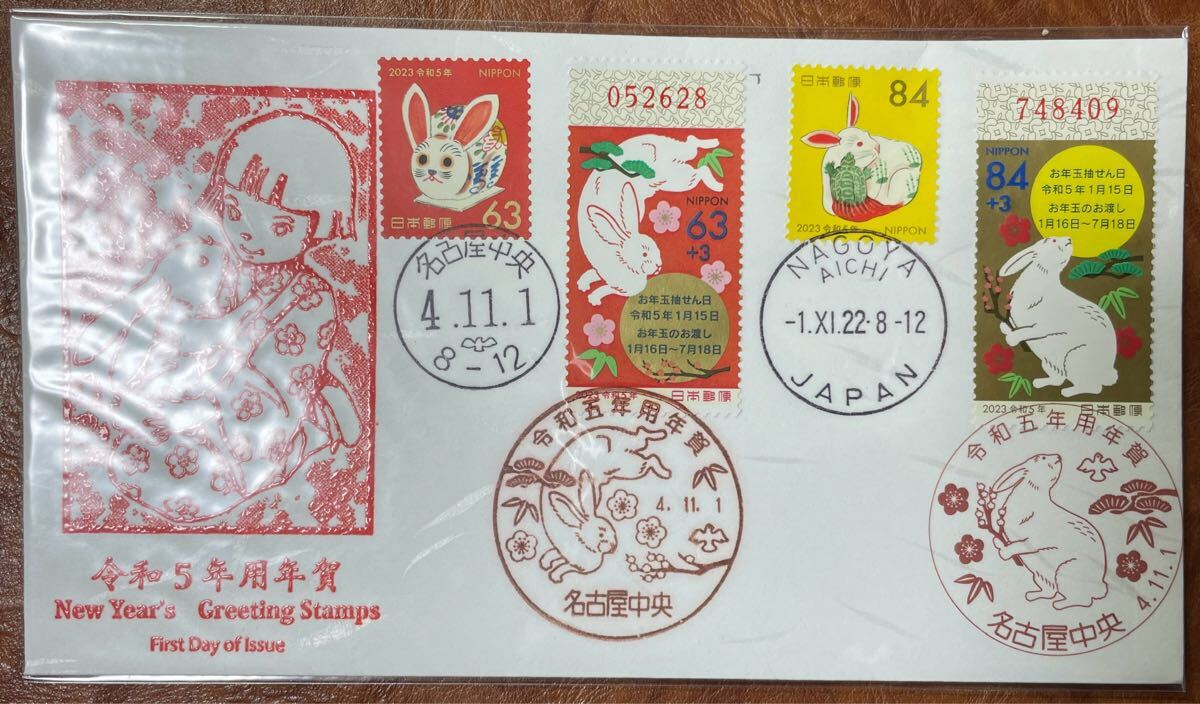 2023 令和5年 NIPPON
日本郵便 63
名古屋中央
4.11.1
8-12
052628
NIPPON
63
+3
お年玉抽せん日
令和5年1月15日
お年玉のお渡し
1月16日~7月18日
2023 令和5年 日本郵便
日本郵便 84
2023 令和5年 NIPPON
NAGOYA
AICHI
-1.XI.22-8-12
JAPAN
748409
NIPPON
84
+3
お年玉抽せん日
令和5年1月15日
お年玉のお渡し
1月16日~7月18日
2023 令和5年 日本郵便
令和五年用年賀
4.11.1
名古屋中央
令和五年用年賀
4.11.1
名古屋中央
令和5年用年賀
New Year's Greeting Stamps
First Day of Issue